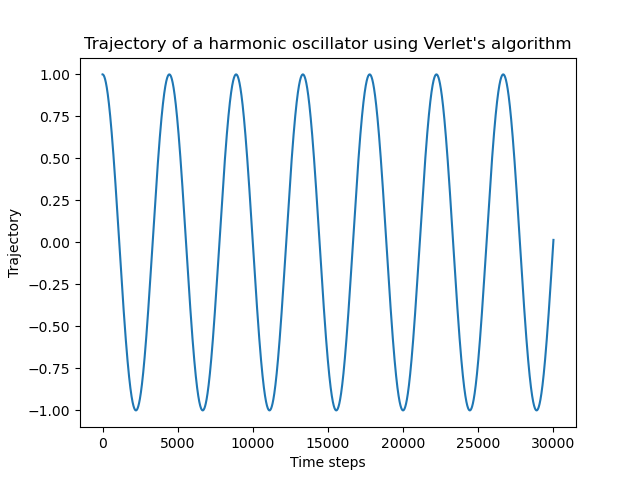 Trajectory of a harmonic oscillator using Verlet's algorithm
1.00
0.75
0.50
0.25
0.00
−0.25
−0.50
−0.75
−1.00
Trajectory
0 5000 10000 15000 20000 25000 30000
Time steps